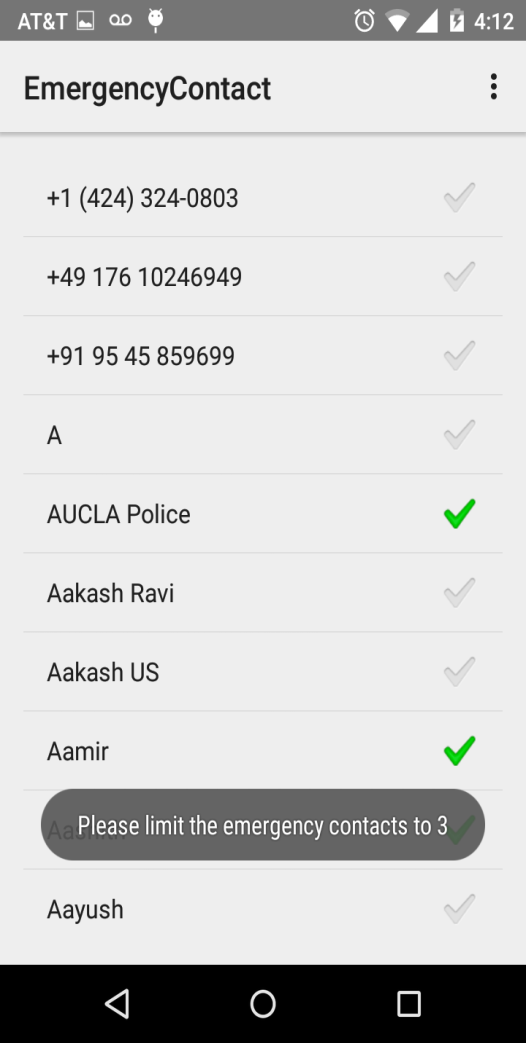 AT&T 4:12
EmergencyContact
+1 (424) 324-0803
+49 176 10246949
+91 95 45 859699
A
AUCLA Police
Aakash Ravi
Aakash US
Aamir
Please limit the emergency contacts to 3
Aayush